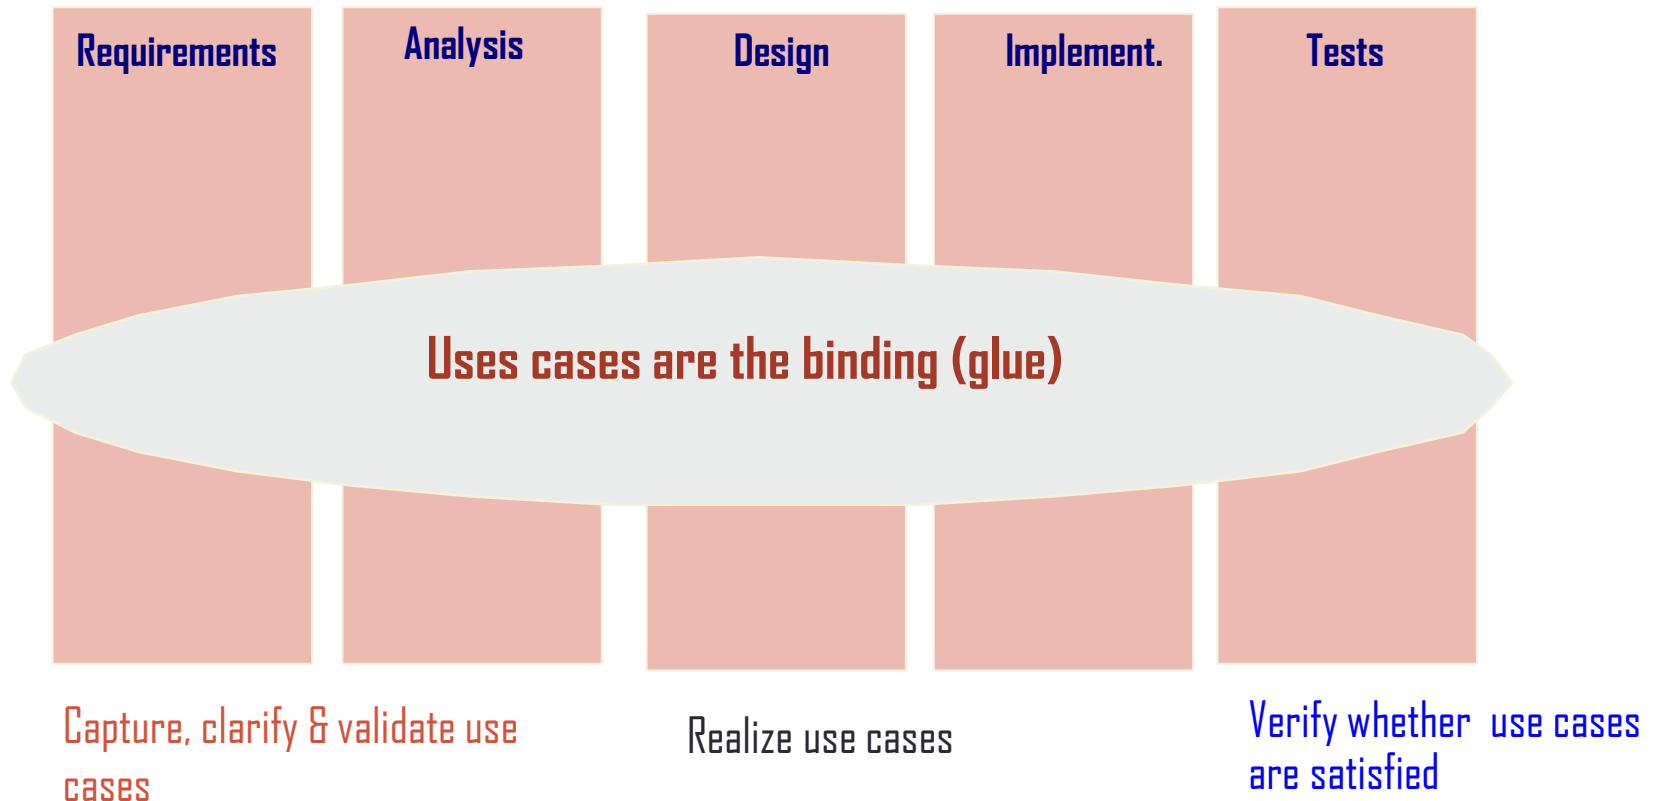 Requirements
Analysis
Design
Implement.
Tests
Uses cases are the binding (glue)
Capture, clarify & validate use
cases
Realize use cases
Verify whether use cases
are satisfied